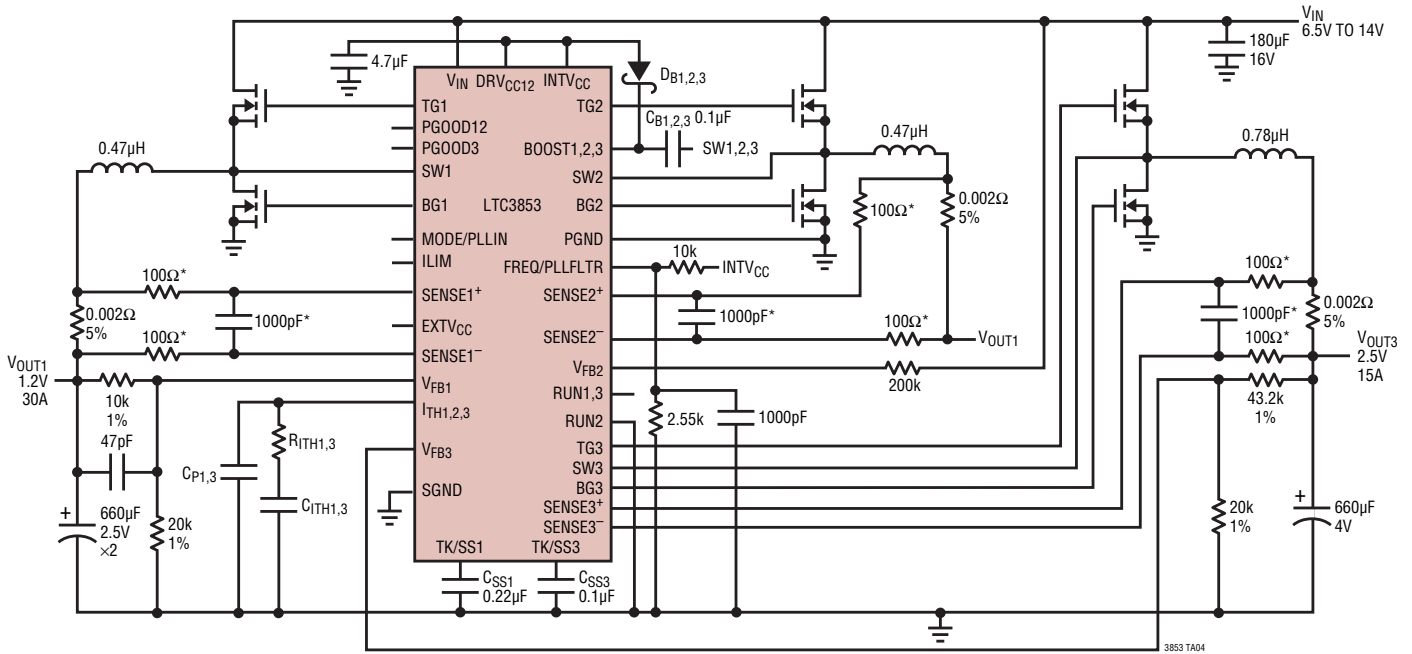 VIN
6.5V TO 14V
180µF
16V
4.7µF
VIN DRVCC12 INTVCC
DB1,2,3
TG1
TG2
CB1,2,3 0.1µF
PGOOD12
PGOOD3
BOOST1,2,3
SW1,2,3
0.47µH
0.47µH
0.78µH
SW1
SW2
BG1
LTC3853
BG2
100Ω*
0.002Ω
5%
MODE/PLLIN
PGND
ILIM
FREQ/PLLFLTR
10k
INTVCC
100Ω*
SENSE1+
SENSE2+
100Ω*
0.002Ω
5%
1000pF*
EXTVCC
1000pF*
1000pF*
0.002Ω
5%
100Ω*
SENSE1–
SENSE2–
100Ω*
VOUT1
100Ω*
VOUT1
1.2V
30A
VOUT3
2.5V
15A
10k
1%
VFB1
VFB2
200k
43.2k
1%
ITH1,2,3
RUN1,3
47pF
RITH1,3
2.55k
1000pF
RUN2
VFB3
TG3
CP1,3
SW3
SGND
BG3
CITH1,3
SENSE3+
SENSE3–
660µF
2.5V
×2
20k
1%
20k
1%
660µF
4V
TK/SS1
TK/SS3
CSS1
0.22µF
CSS3
0.1µF
3853 TA04
+
+